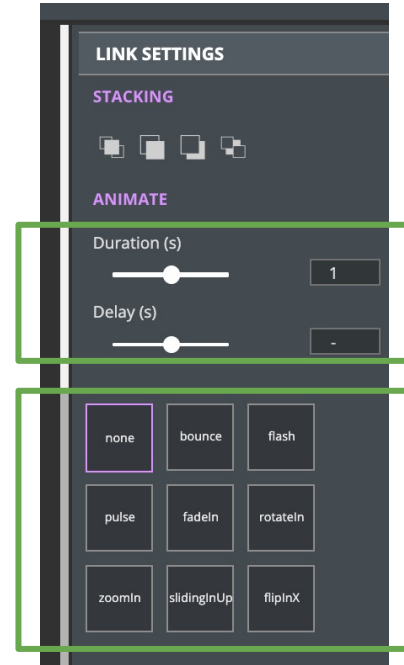 LINK SETTINGS
STACKING
ANIMATE
Duration (s)
1
Delay (s)
-
none bounce flash
pulse fadeIn rotateIn
zoomIn slidingInUp flipInX